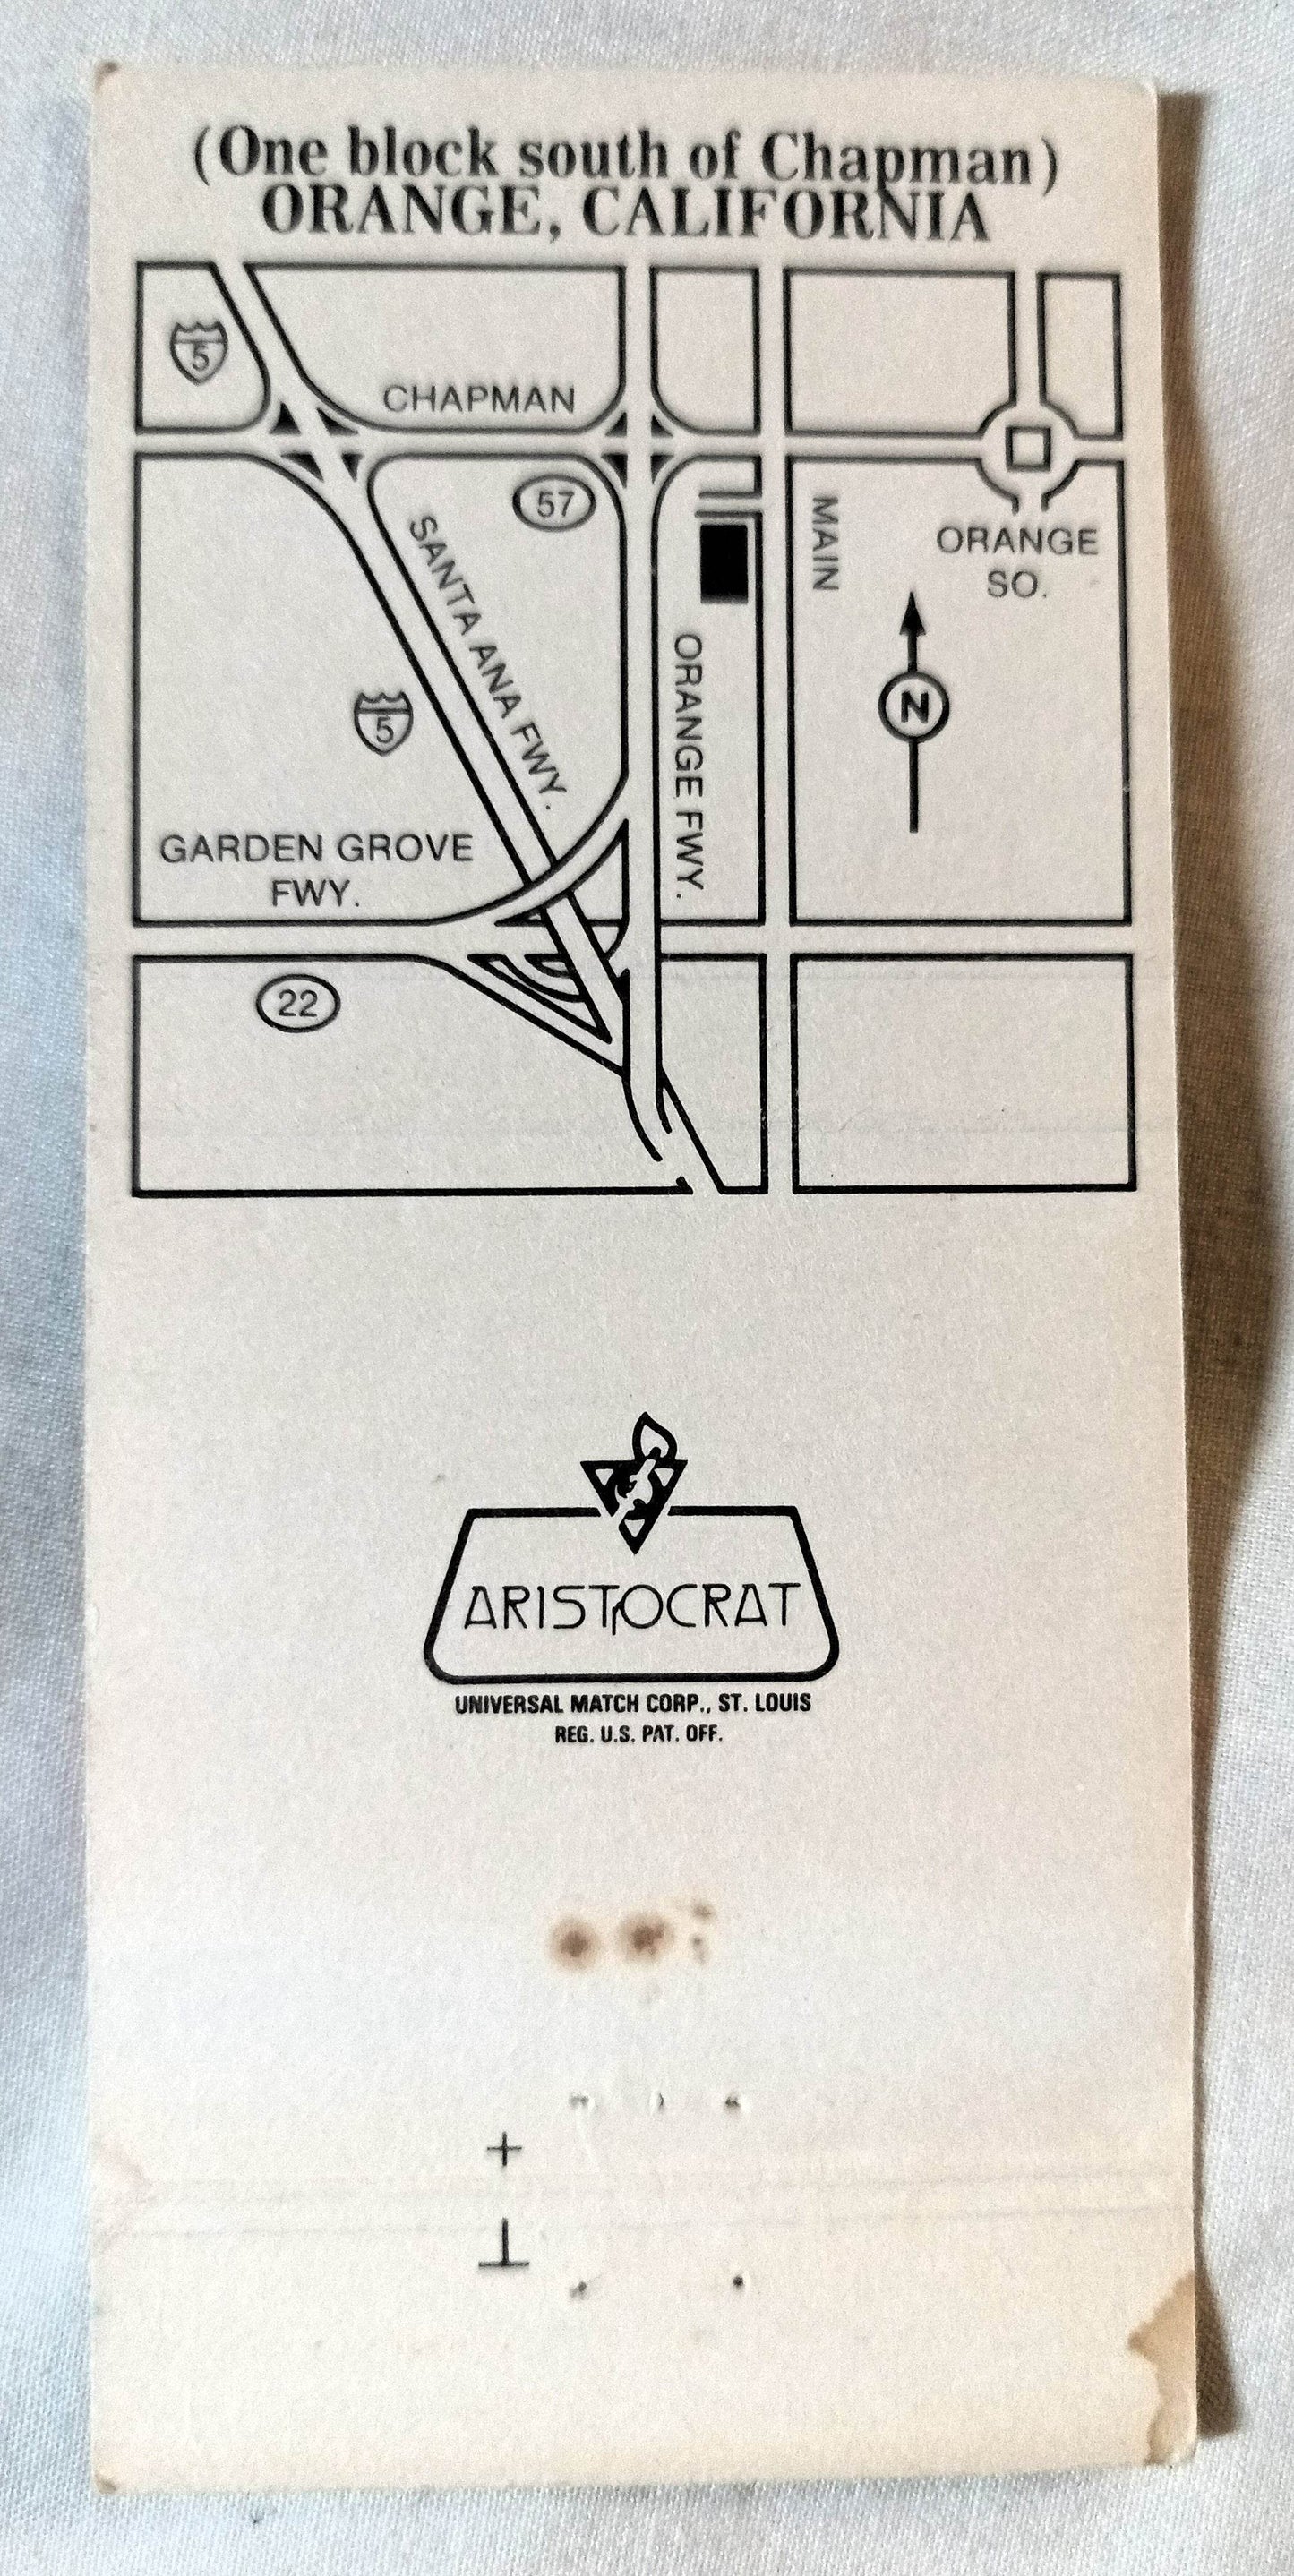 (One block south of Chapman)
ORANGE, CALIFORNIA
5
CHAPMAN
57
SANTA ANA FWY.
MAIN
ORANGE
SO.
ORANGE FWY.
N
5
GARDEN GROVE
FWY.
22
ARISTOCRAT
UNIVERSAL MATCH CORP., ST. LOUIS
REG. U.S. PAT. OFF.